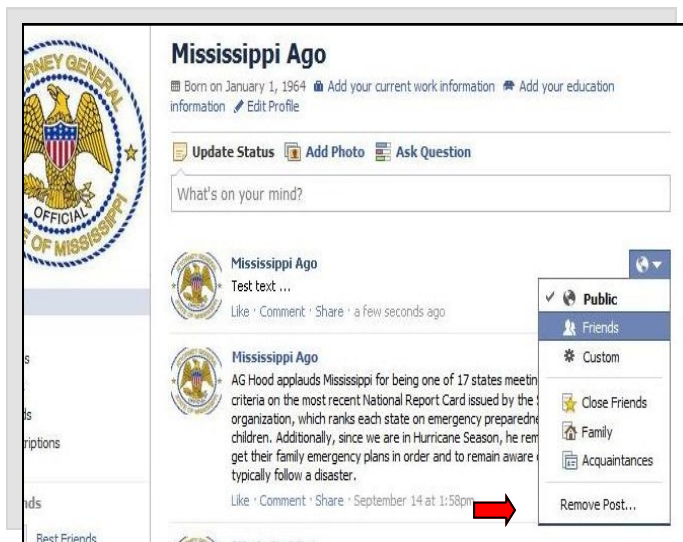 ATTORNEY GENERAL
OFFICIAL
STATE OF MISSISSIPPI
Mississippi Ago
Born on January 1, 1964 Add your current work information Add your education
information Edit Profile
Update Status Add Photo Ask Question
What's on your mind?
Mississippi Ago
Test text ...
Like · Comment · Share · a few seconds ago
Public
Friends
Custom
Close Friends
Family
Acquaintances
Remove Post...
Mississippi Ago
AG Hood applauds Mississippi for being one of 17 states meetin
criteria on the most recent National Report Card issued by the
organization, which ranks each state on emergency preparedne
children. Additionally, since we are in Hurricane Season, he rem
get their family emergency plans in order and to remain aware
typically follow a disaster.
Like · Comment · Share · September 14 at 1:58pm
riptions
nds
Best Friends